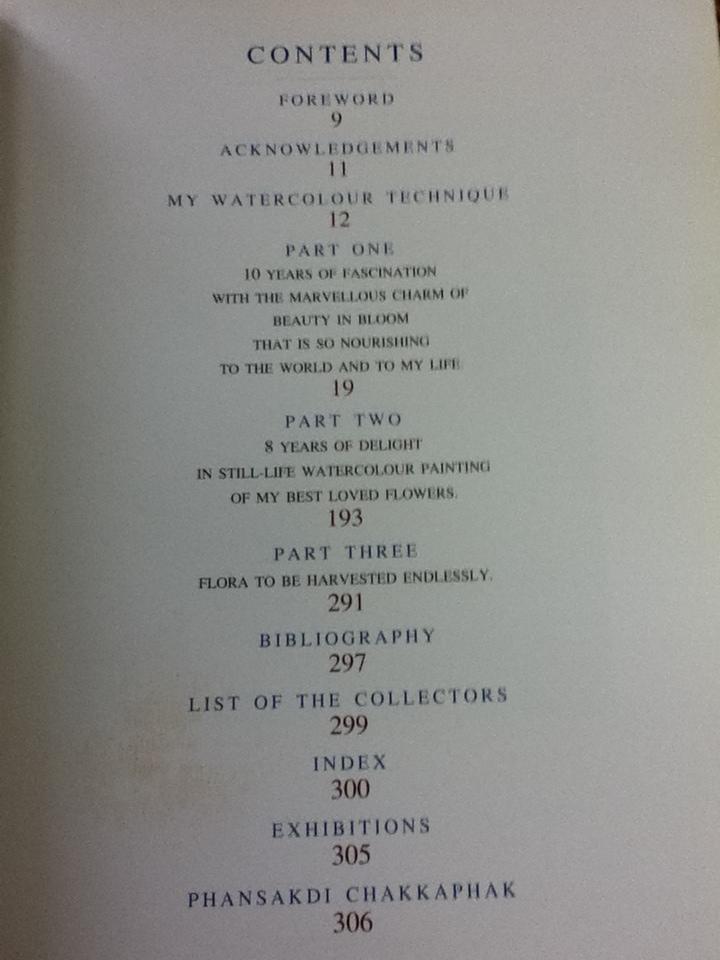 CONTENTS
FOREWORD
9
ACKNOWLEDGEMENTS
11
MY WATERCOLOUR TECHNIQUE
12
PART ONE
10 YEARS OF FASCINATION
WITH THE MARVELLOUS CHARM OF
BEAUTY IN BLOOM
THAT IS SO NOURISHING
TO THE WORLD AND TO MY LIFE
19
PART TWO
8 YEARS OF DELIGHT
IN STILL-LIFE WATERCOLOUR PAINTING
OF MY BEST LOVED FLOWERS.
193
PART THREE
FLORA TO BE HARVESTED ENDLESSLY.
291
BIBLIOGRAPHY
297
LIST OF THE COLLECTORS
299
INDEX
300
EXHIBITIONS
305
PHANSAKDI CHAKKAPHAK
306